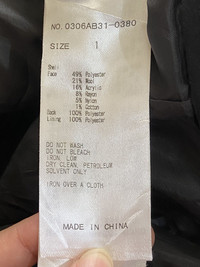 NO. 0306AB31-0380
SIZE 1
Shell
Face 49% Polyester
21% Wool
16% Acrylic
8% Rayon
5% Nylon
1% Cotton
Back 100% Polyester
Lining 100% Polyester
DO NOT WASH
DO NOT BLEACH
IRON LOW
DRY CLEAN, PETROLEUM
SOLVENT ONLY
IRON OVER A CLOTH
MADE IN CHINA